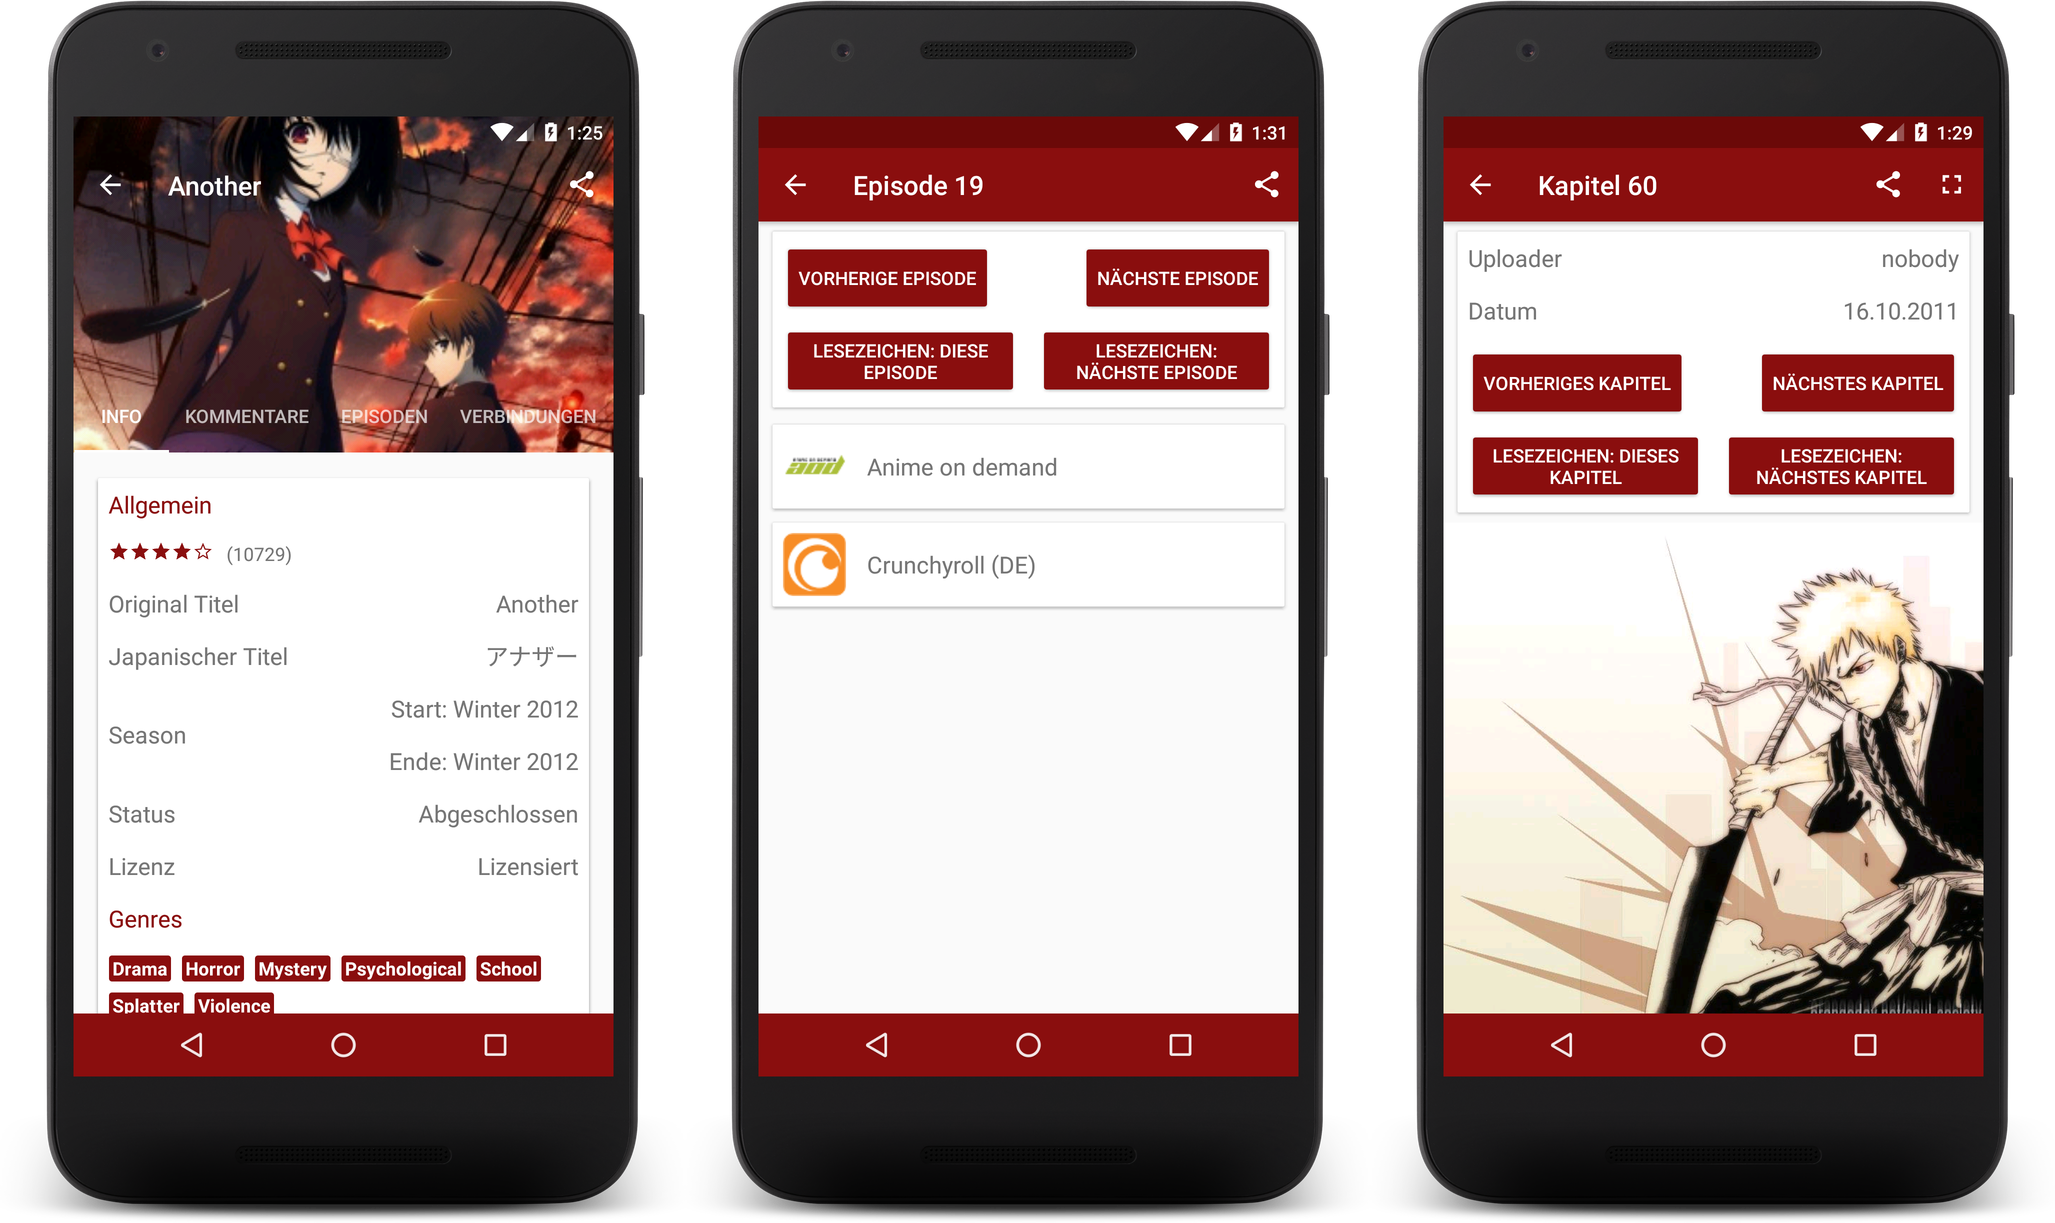 1:25
Another
INFO KOMMENTARE EPISODEN VERBINDUNGEN
Allgemein
(10729)
Original Titel Another
Japanischer Titel アナザー
Season Start: Winter 2012
Ende: Winter 2012
Status Abgeschlossen
Lizenz Lizensiert
Genres
Drama Horror Mystery Psychological School
Splatter Violence
1:31
Episode 19
VORHERIGE EPISODE NÄCHSTE EPISODE
LESEZEICHEN: DIESE
EPISODE
LESEZEICHEN:
NÄCHSTE EPISODE
aod Anime on demand
Crunchyroll (DE)
1:29
Kapitel 60
Uploader nobody
Datum 16.10.2011
VORHERIGES KAPITEL NÄCHSTES KAPITEL
LESEZEICHEN: DIESES
KAPITEL
LESEZEICHEN:
NÄCHSTES KAPITEL